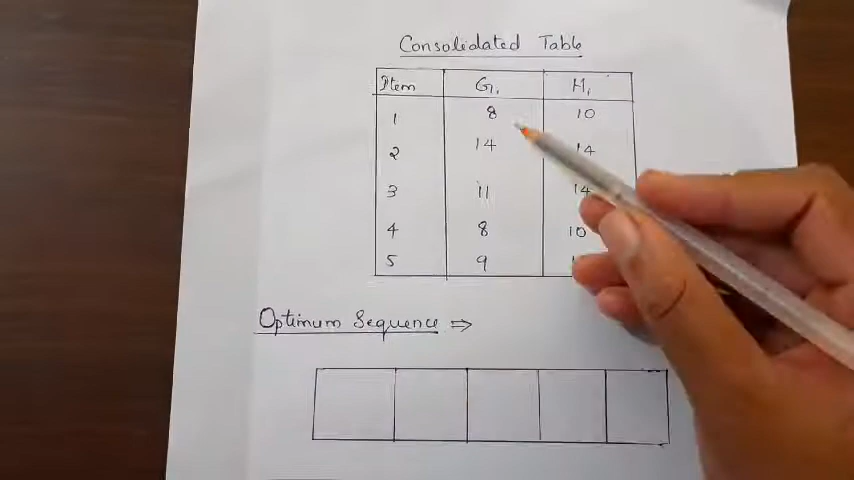 Consolidated Table
Item G1 H1
1 8 10
2 14 14
3 11 14
4 8 10
5 9
Optimum Sequence ⇒